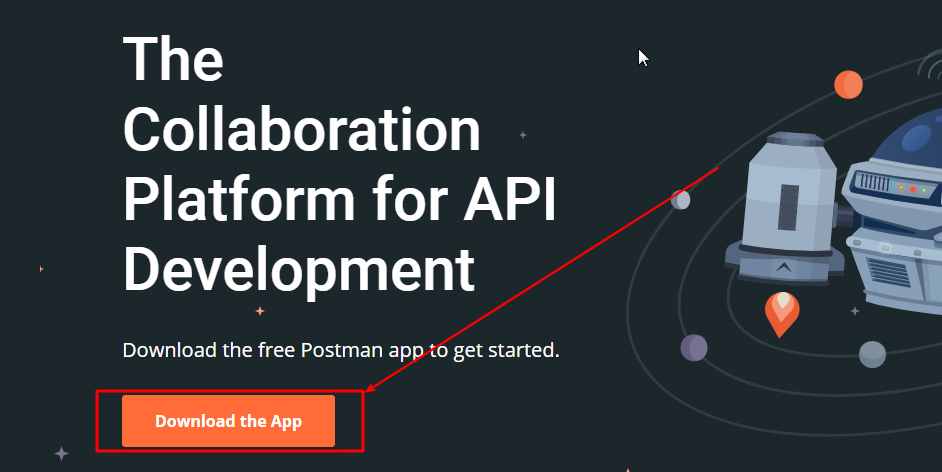 The
Collaboration
Platform for API
Development
Download the free Postman app to get started.
Download the App